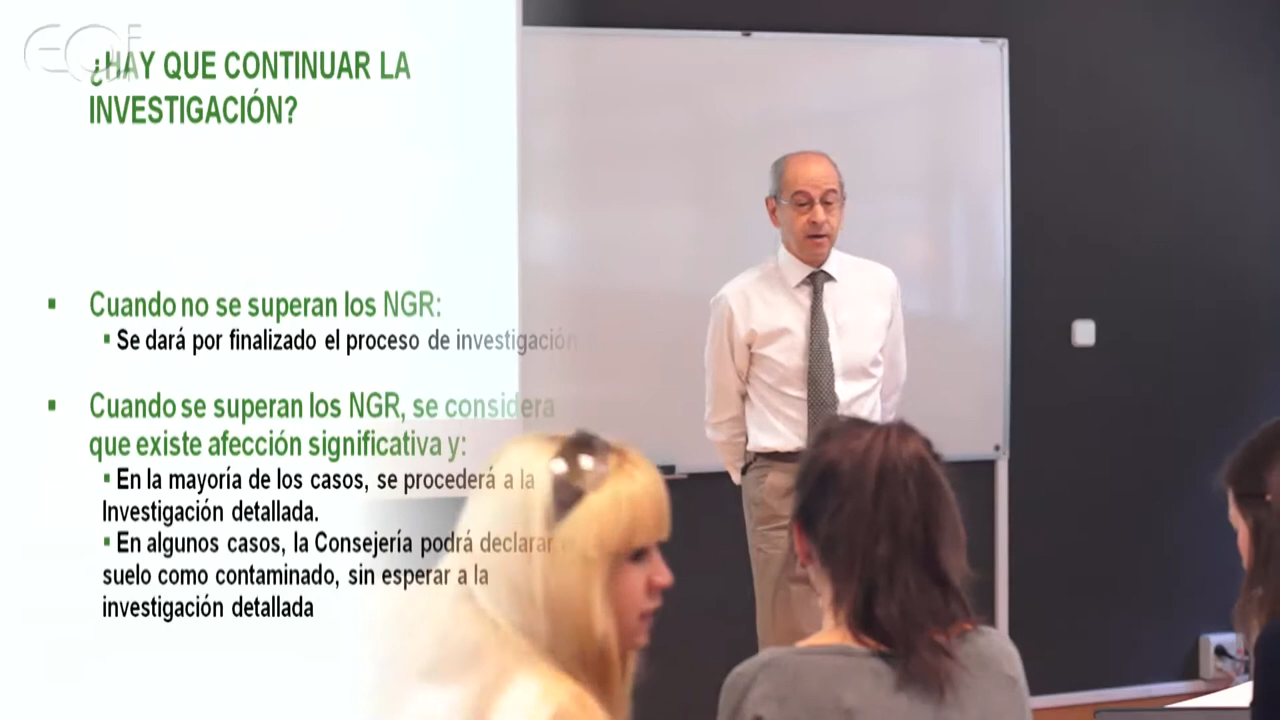 EOI
¿HAY QUE CONTINUAR LA
INVESTIGACIÓN?
▪ Cuando no se superan los NGR:
▪ Se dará por finalizado el proceso de investigación
▪ Cuando se superan los NGR, se considera
que existe afección significativa y:
▪ En la mayoría de los casos, se procederá a la
Investigación detallada.
▪ En algunos casos, la Consejería podrá declarar
suelo como contaminado, sin esperar a la
investigación detallada